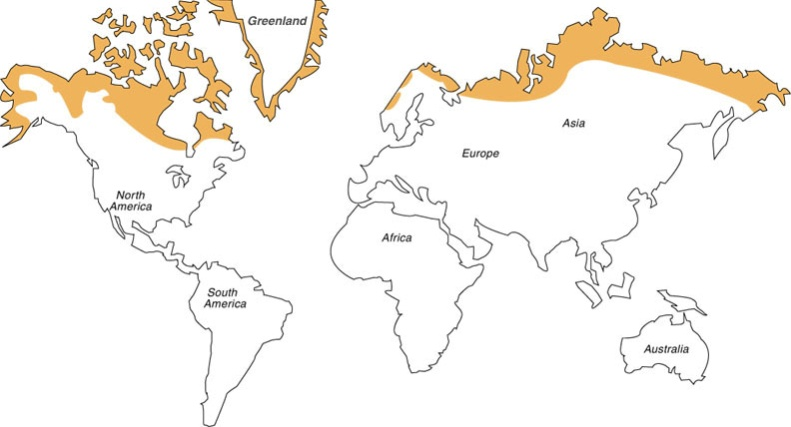 Greenland
Asia
Europe
North
America
Africa
South
America
Australia